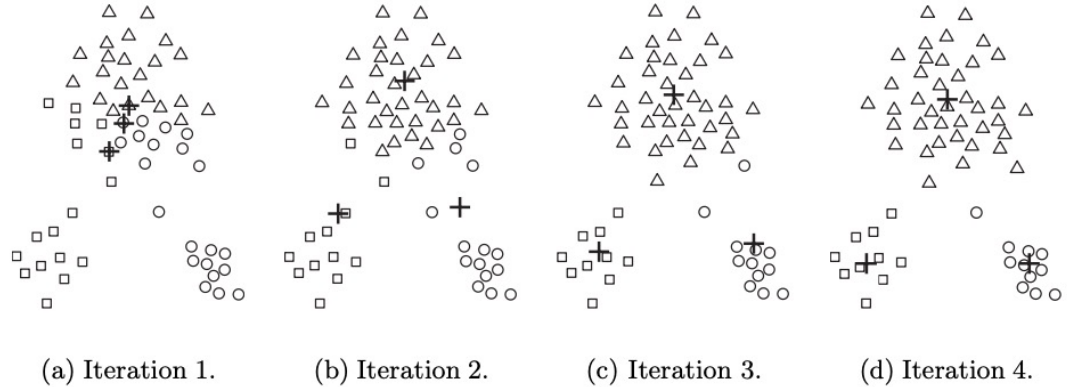 (a) Iteration 1.
(b) Iteration 2.
(c) Iteration 3.
(d) Iteration 4.